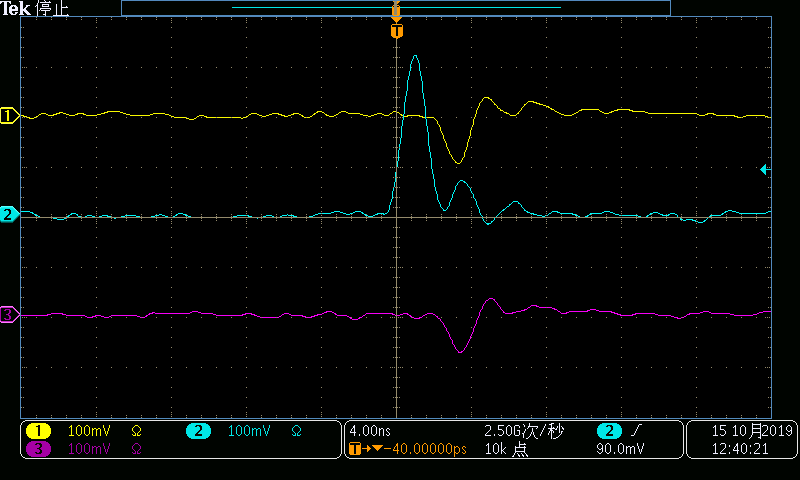 Tek 停止
T
1
2
3
1 100mV Ω 2 100mV Ω
3 100mV Ω
4.00ns 2.50G次/秒 2 90.0mV
T→▼-40.00000ps 10k 点
15 10月2019
12:40:21